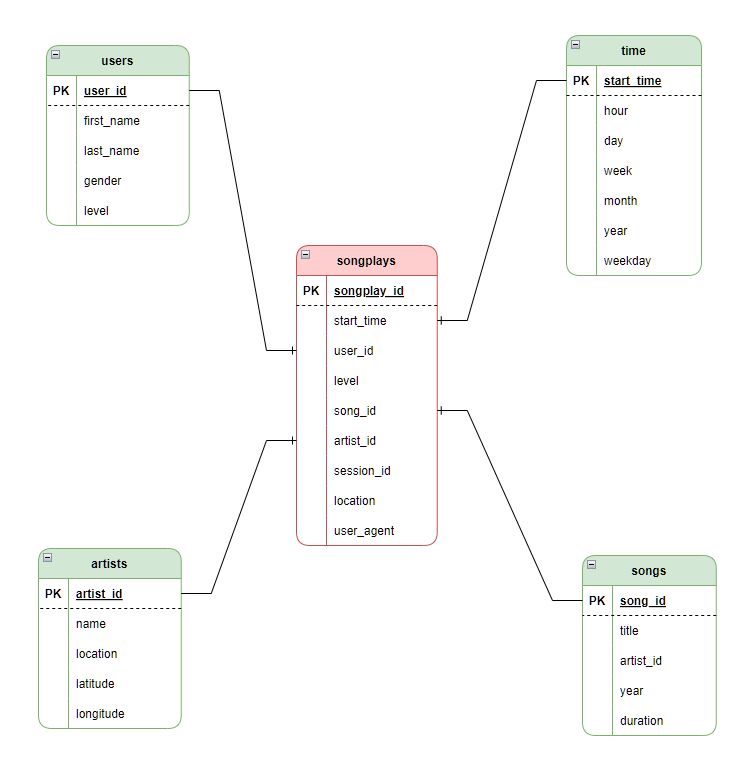 users
PK user_id
first_name
last_name
gender
level
time
PK start_time
hour
day
week
month
year
weekday
songplays
PK songplay_id
start_time
user_id
level
song_id
artist_id
session_id
location
user_agent
artists
PK artist_id
name
location
latitude
longitude
songs
PK song_id
title
artist_id
year
duration